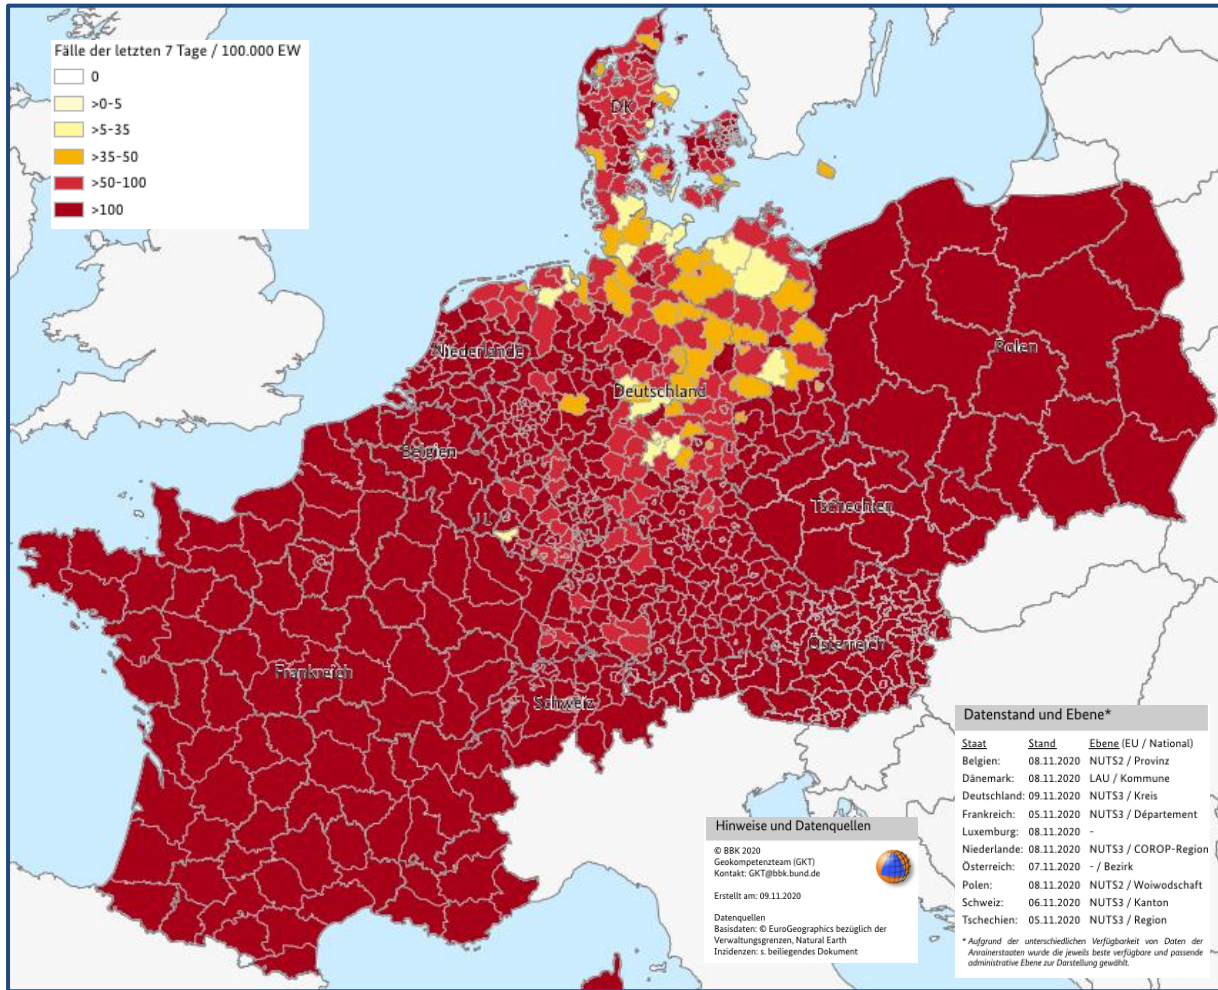 Fälle der letzten 7 Tage / 100.000 EW
0
>0-5
>5-35
>35-50
>50-100
>100
DK
Niederlande
Polen
Deutschland
Belgien
Tschechien
Österreich
Frankreich
Schweiz
Hinweise und Datenquellen
© BBK 2020
Geokompetenzteam (GKT)
Kontakt: GKT@bbk.bund.de
Erstellt am: 09.11.2020
Datenquellen
Basisdaten: © EuroGeographics bezüglich der
Verwaltungsgrenzen, Natural Earth
Inzidenzen: s. beiliegendes Dokument
Datenstand und Ebene*
Staat Stand Ebene (EU / National)
Belgien: 08.11.2020 NUTS2 / Provinz
Dänemark: 08.11.2020 LAU / Kommune
Deutschland: 09.11.2020 NUTS3 / Kreis
Frankreich: 05.11.2020 NUTS3 / Département
Luxemburg: 08.11.2020 -
Niederlande: 08.11.2020 NUTS3 / COROP-Region
Österreich: 07.11.2020 - / Bezirk
Polen: 08.11.2020 NUTS2 / Woiwodschaft
Schweiz: 06.11.2020 NUTS3 / Kanton
Tschechien: 05.11.2020 NUTS3 / Region
* Aufgrund der unterschiedlichen Verfügbarkeit von Daten der
Anrainerstaaten wurde die jeweils beste verfügbare und passende
administrative Ebene zur Darstellung gewählt.